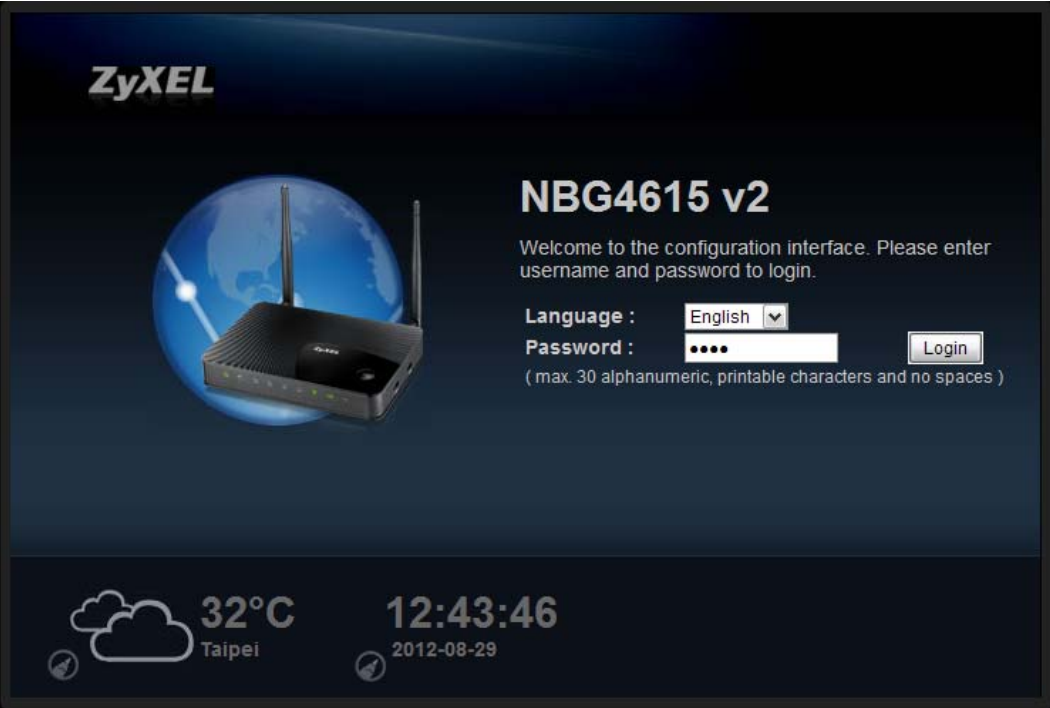 ZyXEL
NBG4615 v2
Welcome to the configuration interface. Please enter
username and password to login.
Language :
English
Password :
••••
Login
( max. 30 alphanumeric, printable characters and no spaces )
ZyXEL
32°C
Taipei
12:43:46
2012-08-29